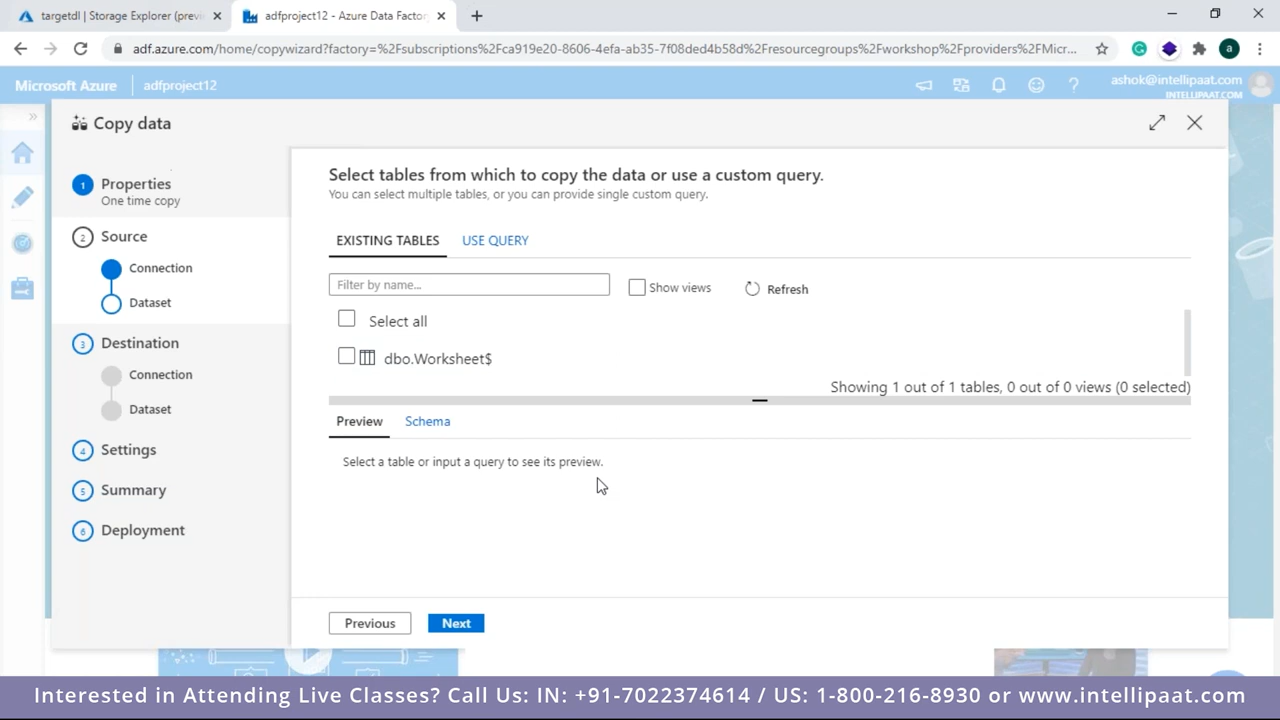 targetdl | Storage Explorer (previ
adfproject12 - Azure Data Factor
adf.azure.com/home/copywizard?factory=%2Fsubscriptions%2Fca919e20-8606-4efa-ab35-7f08ded4b58d%2Fresourcegroups%2Fworkshop%2Fproviders%2FMicr...
a
Microsoft Azure
adfproject12
ashok@intellipaat.com
INTELLIPAAT.COM
Copy data
1 Properties
One time copy
2 Source
Connection
Dataset
3 Destination
Connection
Dataset
4 Settings
5 Summary
6 Deployment
Select tables from which to copy the data or use a custom query.
You can select multiple tables, or you can provide single custom query.
EXISTING TABLES USE QUERY
Filter by name... Show views Refresh
Select all
dbo.Worksheet$
Showing 1 out of 1 tables, 0 out of 0 views (0 selected)
Preview Schema
Select a table or input a query to see its preview.
Previous Next
Interested in Attending Live Classes? Call Us: IN: +91-7022374614 / US: 1-800-216-8930 or www.intellipaat.com